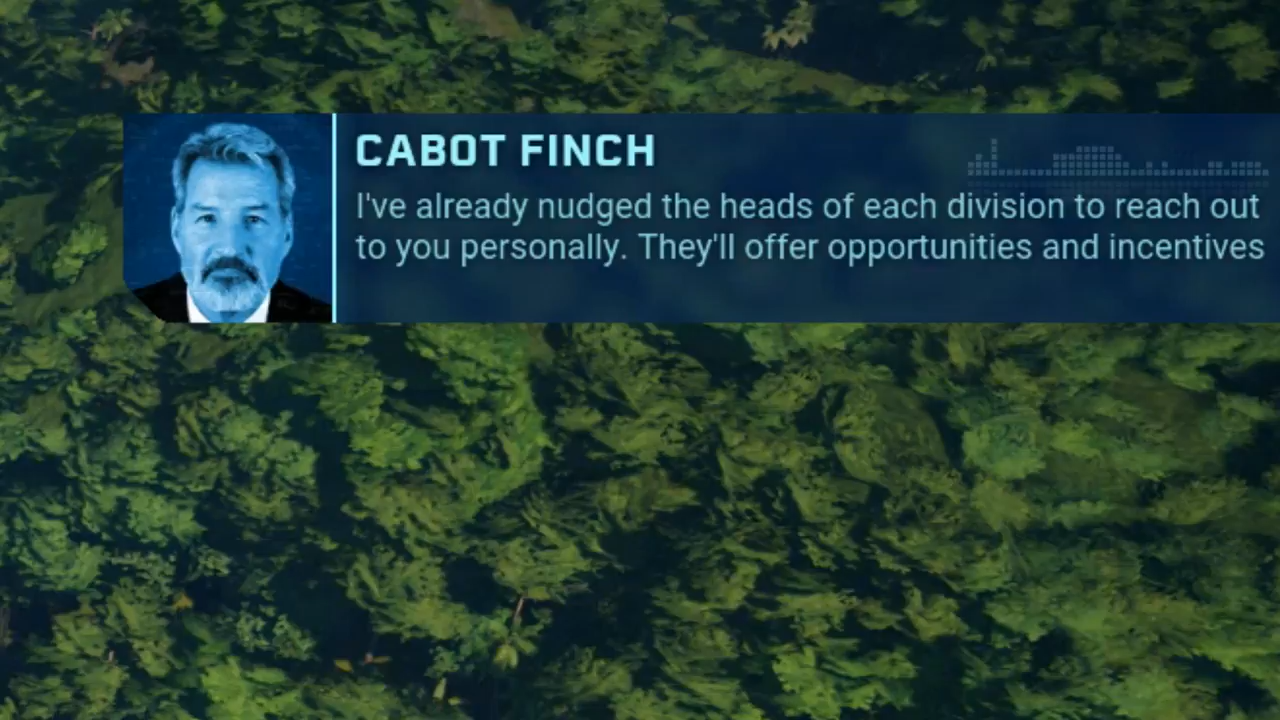 CABOT FINCH
I've already nudged the heads of each division to reach out
to you personally. They'll offer opportunities and incentives